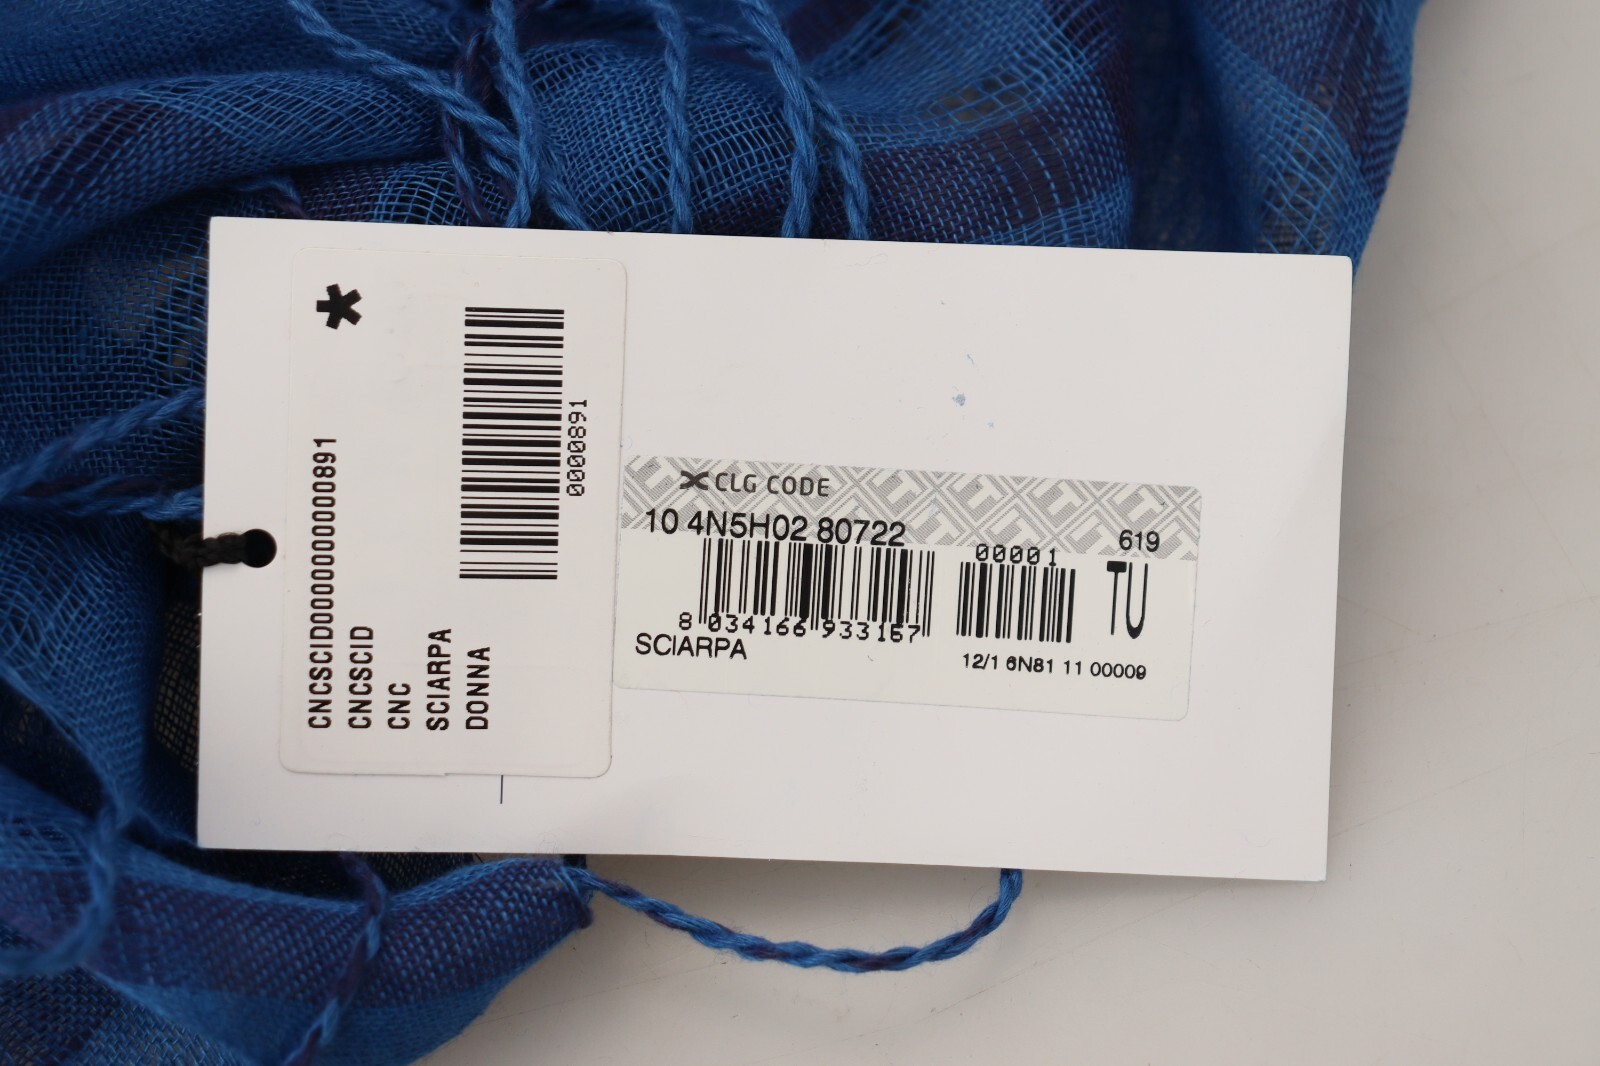 *
CNCSCID0000000000891
CNCSCID
CNC
SCIARPA
DONNA
0000891
CLG CODE
10 4N5H02 80722
619
00001
TU
8 034166 933167
SCIARPA
12/1 6N81 11 00009